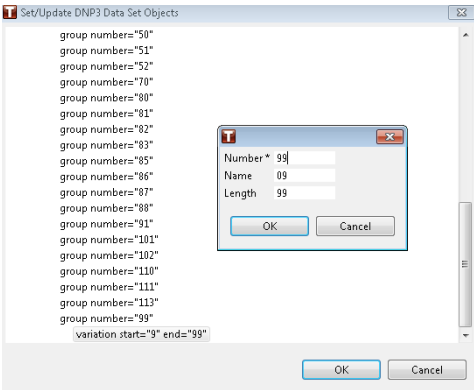 Set/Update DNP3 Data Set Objects
group number="50"
group number="51"
group number="52"
group number="70"
group number="80"
group number="81"
group number="82"
group number="83"
group number="85"
group number="86"
group number="87"
group number="88"
group number="91"
group number="101"
group number="102"
group number="110"
group number="111"
group number="113"
group number="99"
variation start="9" end="99"
Number* 99
Name 09
Length 99
OK Cancel
OK Cancel